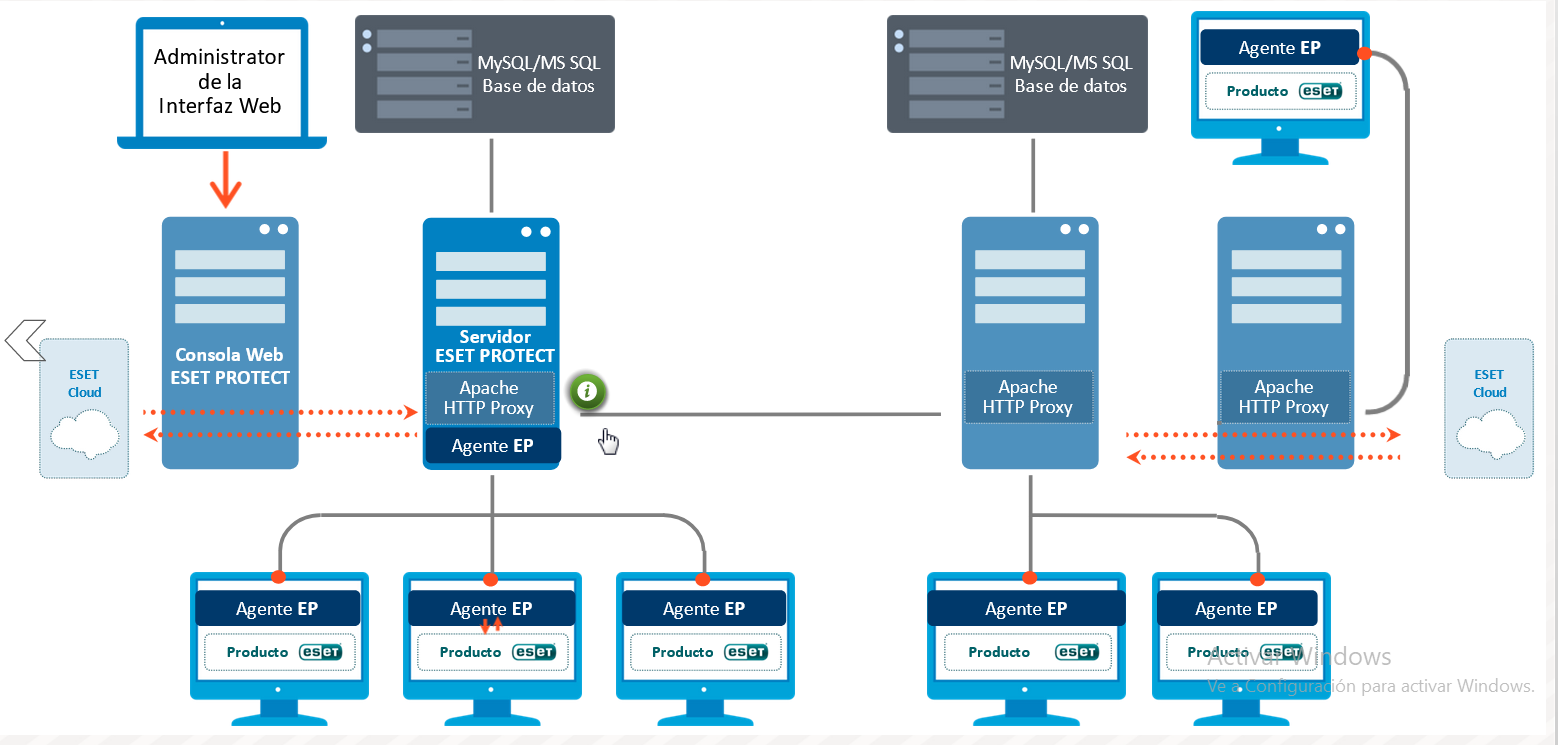 Administrator
de la
Interfaz Web
MySQL/MS SQL
Base de datos
MySQL/MS SQL
Base de datos
Agente EP
Producto eset
Consola Web
ESET PROTECT
Servidor
ESET PROTECT
Apache
HTTP Proxy
Agente EP
Apache
HTTP Proxy
Apache
HTTP Proxy
ESET
Cloud
ESET
Cloud
Agente EP
Producto eset
Agente EP
Producto eset
Agente EP
Producto eset
Agente EP
Producto eset
Agente EP
Producto eset
Activar Windows
Ve a Configuración para activar Windows.